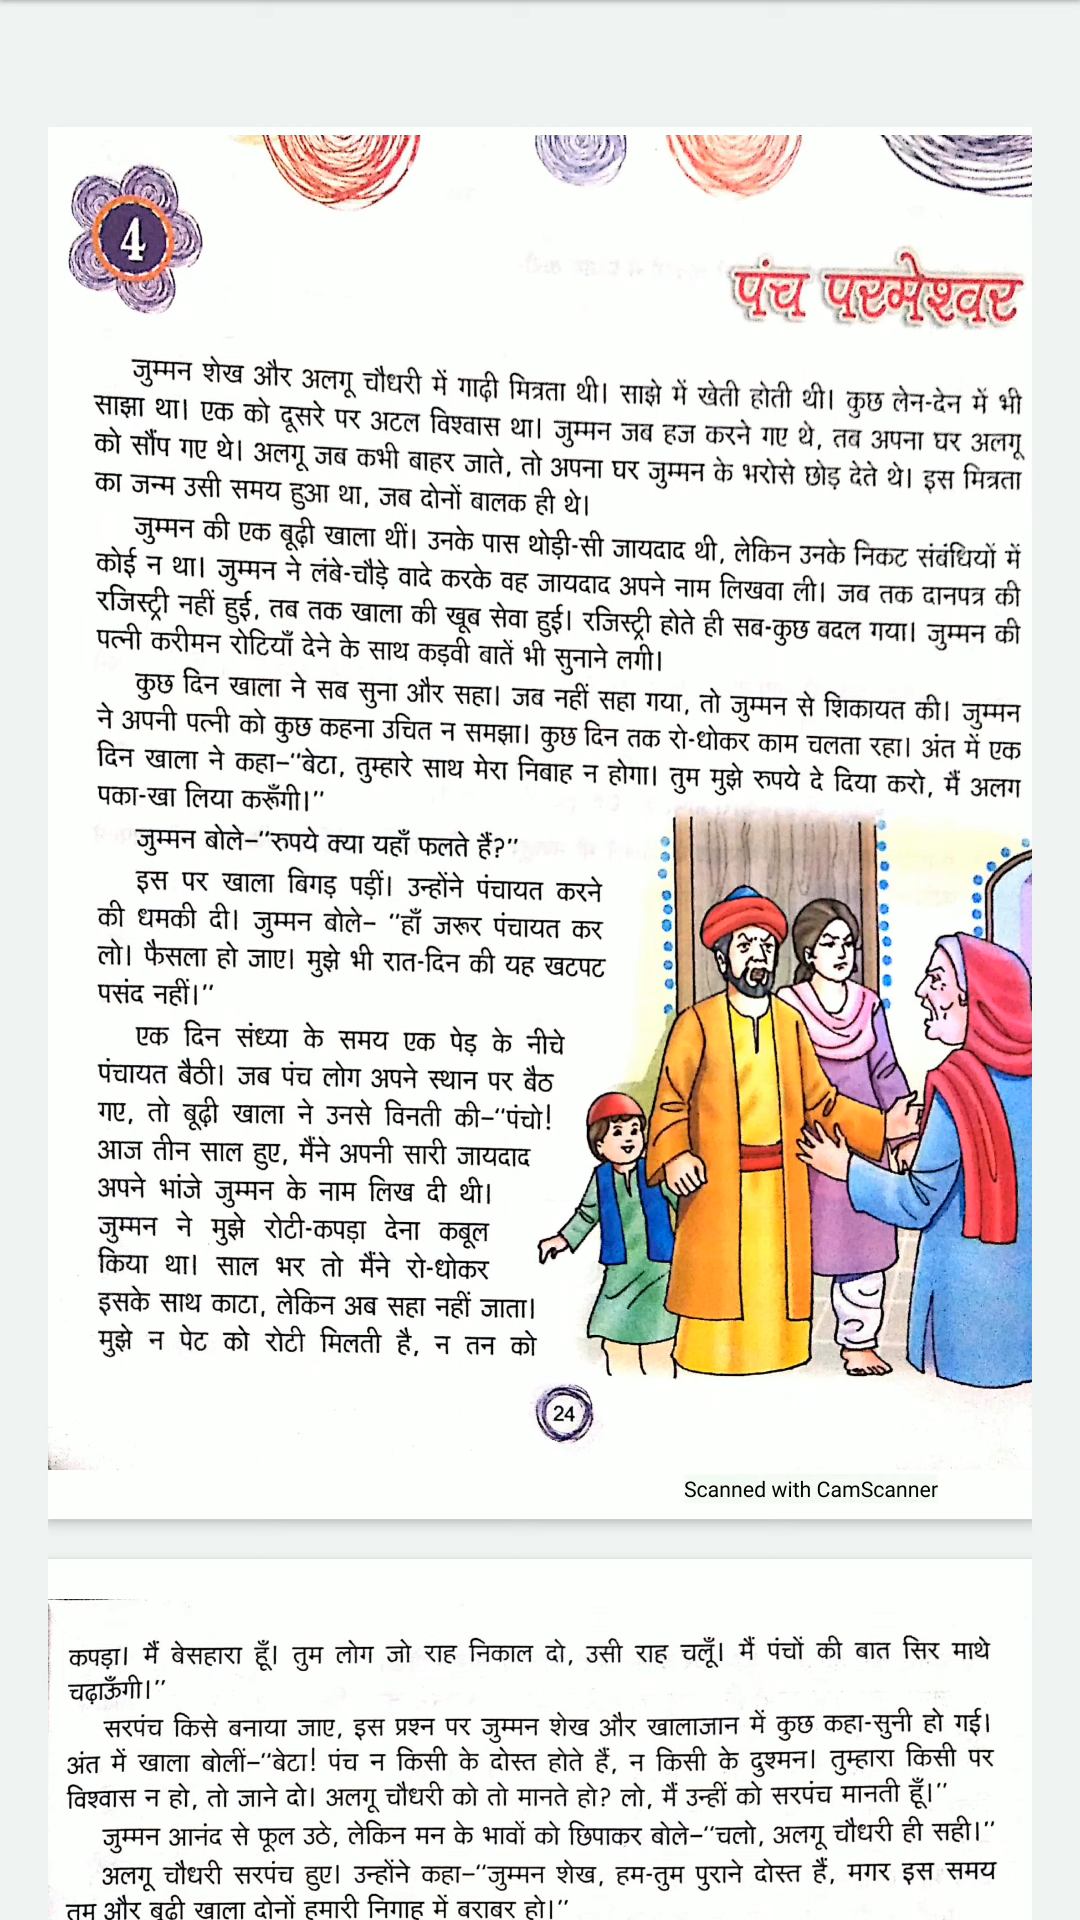 4
पंच परमेश्वर
जुम्मन शेख और अलगू चौधरी में गाढ़ी मित्रता थी। साझे में खेती होती थी। कुछ लेन-देन में भी
साझा था। एक को दूसरे पर अटल विश्वास था। जुम्मन जब हज करने गए थे, तब अपना घर अलगू
को सौंप गए थे। अलगू जब कभी बाहर जाते, तो अपना घर जुम्मन के भरोसे छोड़ देते थे। इस मित्रता
का जन्म उसी समय हुआ था, जब दोनों बालक ही थे।
जुम्मन की एक बूढ़ी खाला थीं। उनके पास थोड़ी-सी जायदाद थी, लेकिन उनके निकट संबंधियों में
कोई न था। जुम्मन ने लंबे-चौड़े वादे करके वह जायदाद अपने नाम लिखवा ली। जब तक दानपत्र की
रजिस्ट्री नहीं हुई, तब तक खाला की खूब सेवा हुई। रजिस्ट्री होते ही सब-कुछ बदल गया। जुम्मन की
पत्नी करीमन रोटियाँ देने के साथ कड़वी बातें भी सुनाने लगी।
कुछ दिन खाला ने सब सुना और सहा। जब नहीं सहा गया, तो जुम्मन से शिकायत की। जुम्मन
ने अपनी पत्नी को कुछ कहना उचित न समझा। कुछ दिन तक रो-धोकर काम चलता रहा। अंत में एक
दिन खाला ने कहा–“बेटा, तुम्हारे साथ मेरा निबाह न होगा। तुम मुझे रुपये दे दिया करो, मैं अलग
पका-खा लिया करूँगी।”
जुम्मन बोले–“रुपये क्या यहाँ फलते हैं?”
इस पर खाला बिगड़ पड़ीं। उन्होंने पंचायत करने
की धमकी दी। जुम्मन बोले– “हाँ जरूर पंचायत कर
लो। फैसला हो जाए। मुझे भी रात-दिन की यह खटपट
पसंद नहीं।”
एक दिन संध्या के समय एक पेड़ के नीचे
पंचायत बैठी। जब पंच लोग अपने स्थान पर बैठ
गए, तो बूढ़ी खाला ने उनसे विनती की–“पंचो!
आज तीन साल हुए, मैंने अपनी सारी जायदाद
अपने भांजे जुम्मन के नाम लिख दी थी।
जुम्मन ने मुझे रोटी-कपड़ा देना कबूल
किया था। साल भर तो मैंने रो-धोकर
इसके साथ काटा, लेकिन अब सहा नहीं जाता।
मुझे न पेट को रोटी मिलती है, न तन को
24
Scanned with CamScanner
कपड़ा। मैं बेसहारा हूँ। तुम लोग जो राह निकाल दो, उसी राह चलूँ। मैं पंचों की बात सिर माथे
चढ़ाऊँगी।”
सरपंच किसे बनाया जाए, इस प्रश्न पर जुम्मन शेख और खालाजान में कुछ कहा-सुनी हो गई।
अंत में खाला बोलीं–“बेटा! पंच न किसी के दोस्त होते हैं, न किसी के दुश्मन। तुम्हारा किसी पर
विश्वास न हो, तो जाने दो। अलगू चौधरी को तो मानते हो? लो, मैं उन्हीं को सरपंच मानती हूँ।”
जुम्मन आनंद से फूल उठे, लेकिन मन के भावों को छिपाकर बोले–“चलो, अलगू चौधरी ही सही।”
अलगू चौधरी सरपंच हुए। उन्होंने कहा–“जुम्मन शेख, हम-तुम पुराने दोस्त हैं, मगर इस समय
तुम और बूढ़ी खाला दोनों हमारी निगाह में बराबर हो।”